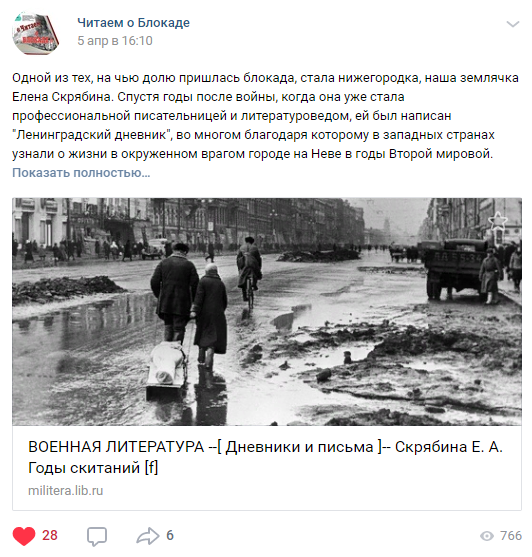 Читаем о Блокаде
5 апр в 16:10
Одной из тех, на чью долю пришлась блокада, стала нижегородка, наша землячка
Елена Скрябина. Спустя годы после войны, когда она уже стала
профессиональной писательницей и литературоведом, ей был написан
"Ленинградский дневник", во многом благодаря которому в западных странах
узнали о жизни в окруженном врагом городе на Неве в годы Второй мировой.
Показать полностью…
ВОЕННАЯ ЛИТЕРАТУРА --[ Дневники и письма ]-- Скрябина Е. А.
Годы скитаний [f]
militera.lib.ru
28
6
766